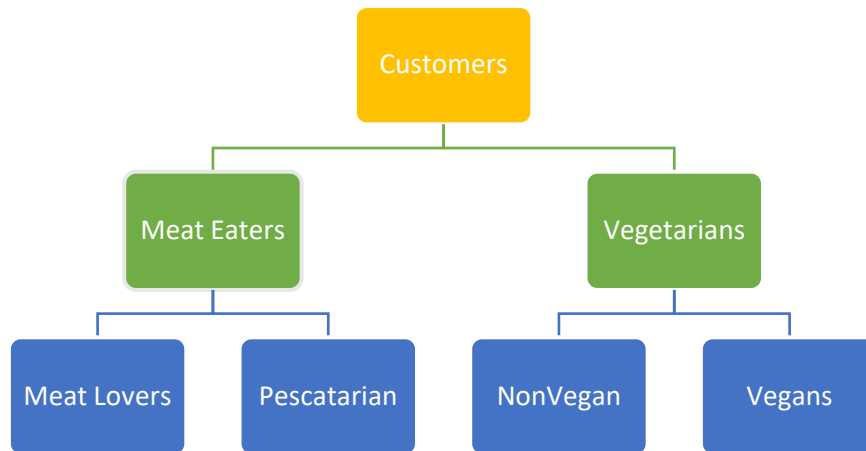 Customers
Meat Eaters
Vegetarians
Meat Lovers
Pescatarian
NonVegan
Vegans